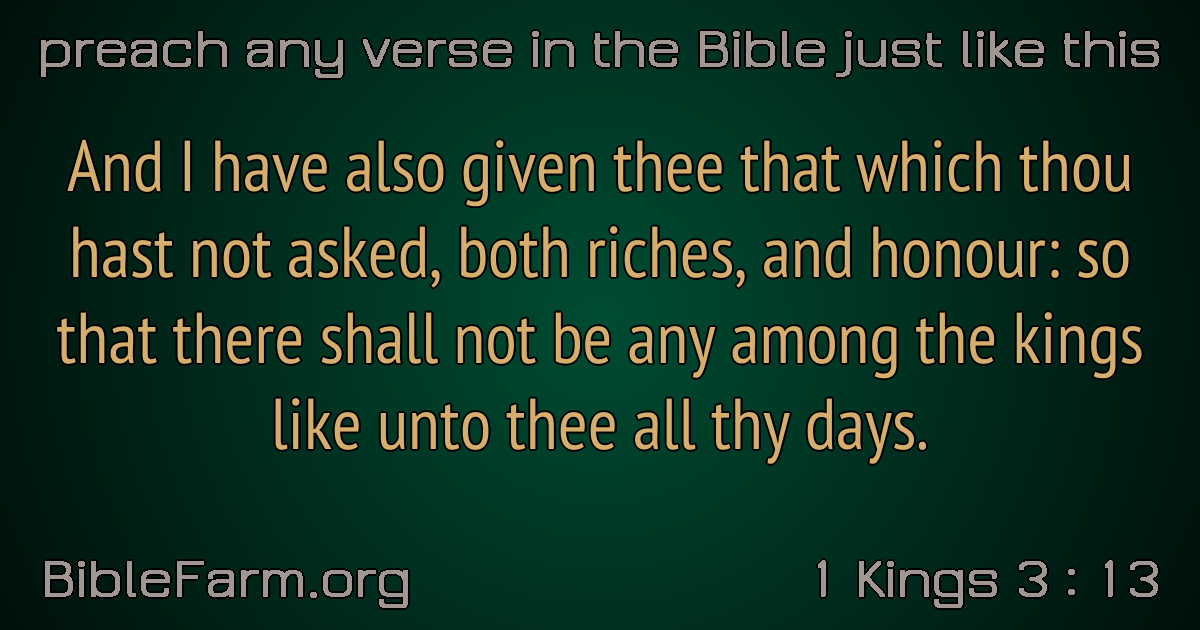 preach any verse in the Bible just like this
And I have also given thee that which thou
hast not asked, both riches, and honour: so
that there shall not be any among the kings
like unto thee all thy days.
BibleFarm.org
1 Kings 3 : 13